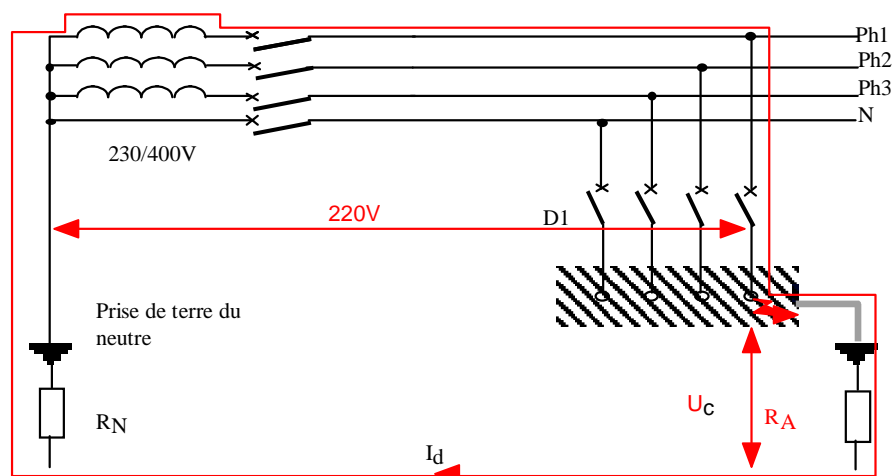 Ph1
Ph2
Ph3
N
230/400V
220V
D1
Prise de terre du
neutre
RN
Uc
RA
Id